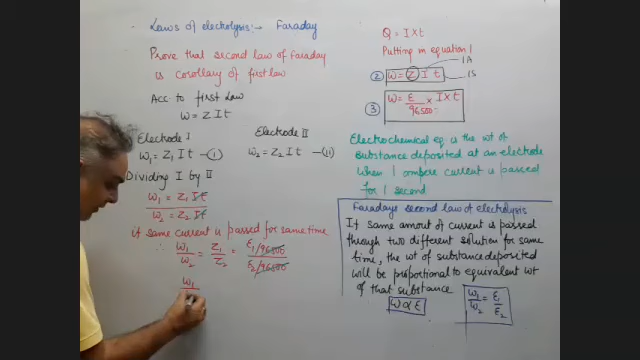 Laws of electrolysis:- Faraday
Prove that second law of Faraday
is corollary of first law
Acc to first Law
W = Z I t
Electrode I
W₁ = Z₁ I t —(i)
Electrode II
W₂ = Z₂ I t —(ii)
Dividing I by II
W₁ = Z₁ I t
W₂ = Z₂ I t
if same current is passed for same time
∴ W₁/W₂ = Z₁/Z₂ = E₁/96500 / E₂/96500
W₁
Q = I x t
Putting in equation 1
② W = Z I t
1A
1S
③ W = E/96500 x I x t
Electrochemical eq is the wt of
substance deposited at an electrode
When 1 ampere current is passed
for 1 second
Faradays second law of electrolysis
If same amount of current is passed
through two different solution for same
time, the wt of substance deposited
will be proportional to equivalent wt
of that substance
W ∝ E
W₁/W₂ = E₁/E₂